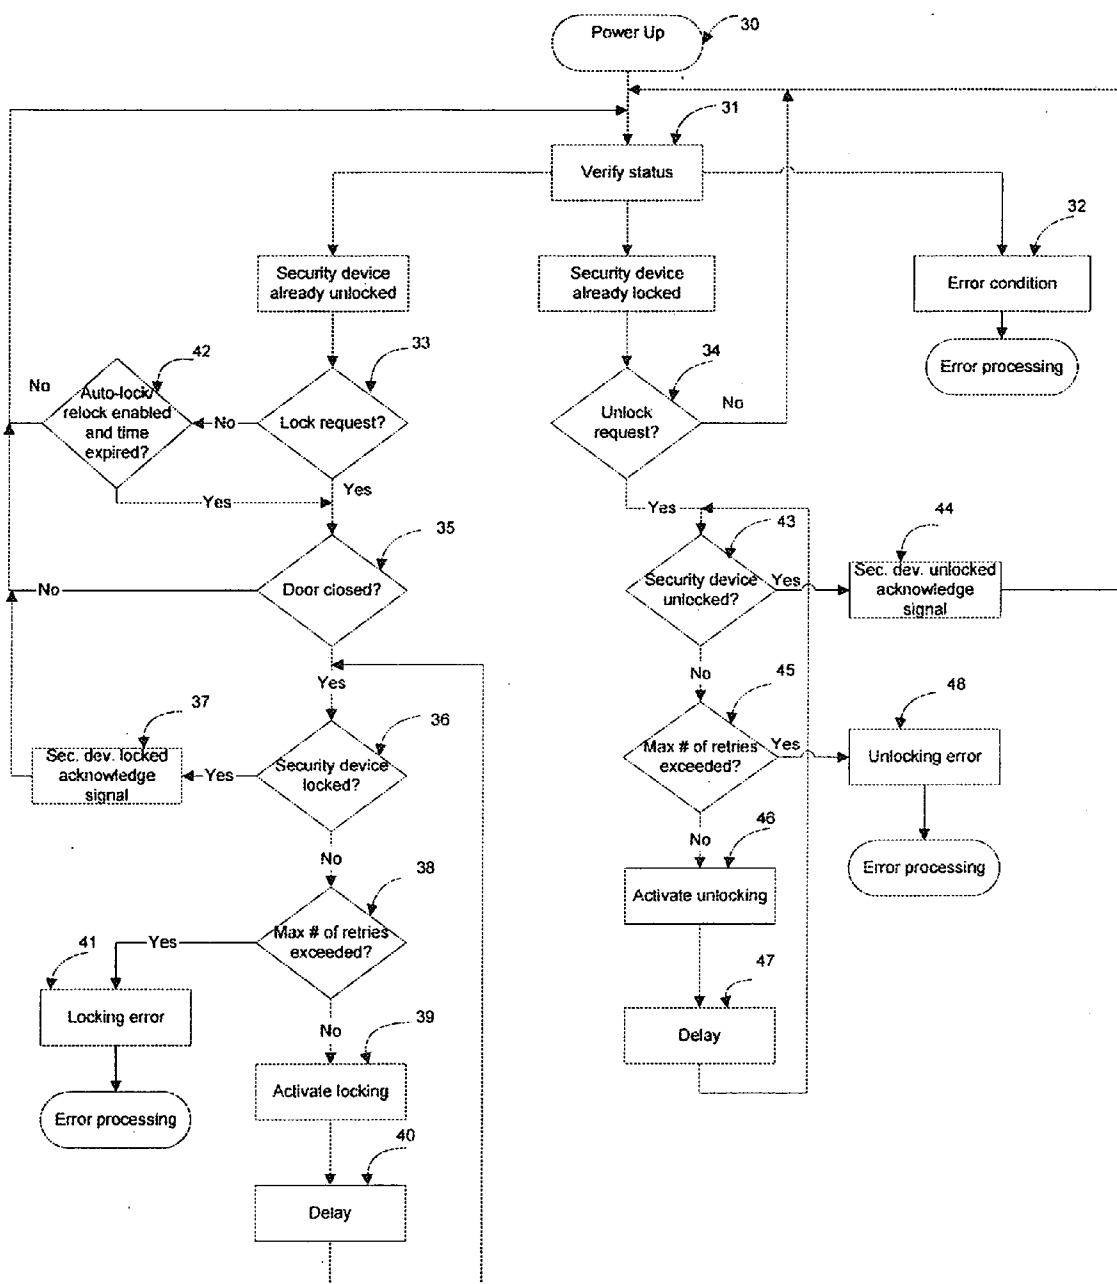 Power Up
30
31
Verify status
32
Security device
already unlocked
Security device
already locked
Error condition
42
33
34
Error processing
No
Auto-lock/
relock enabled
and time
expired?
No
Lock request?
Unlock
request?
No
Yes
Yes
Yes
35
43
44
No
Door closed?
Security device
unlocked?
Yes
Sec. dev. unlocked
acknowledge
signal
Yes
No
37
36
45
48
Sec. dev. locked
acknowledge
signal
Yes
Security device
locked?
Max # of retries
exceeded?
Yes
Unlocking error
No
No
46
38
Error processing
Activate unlocking
41
Yes
Max # of retries
exceeded?
47
Locking error
No
39
Delay
Error processing
Activate locking
40
Delay